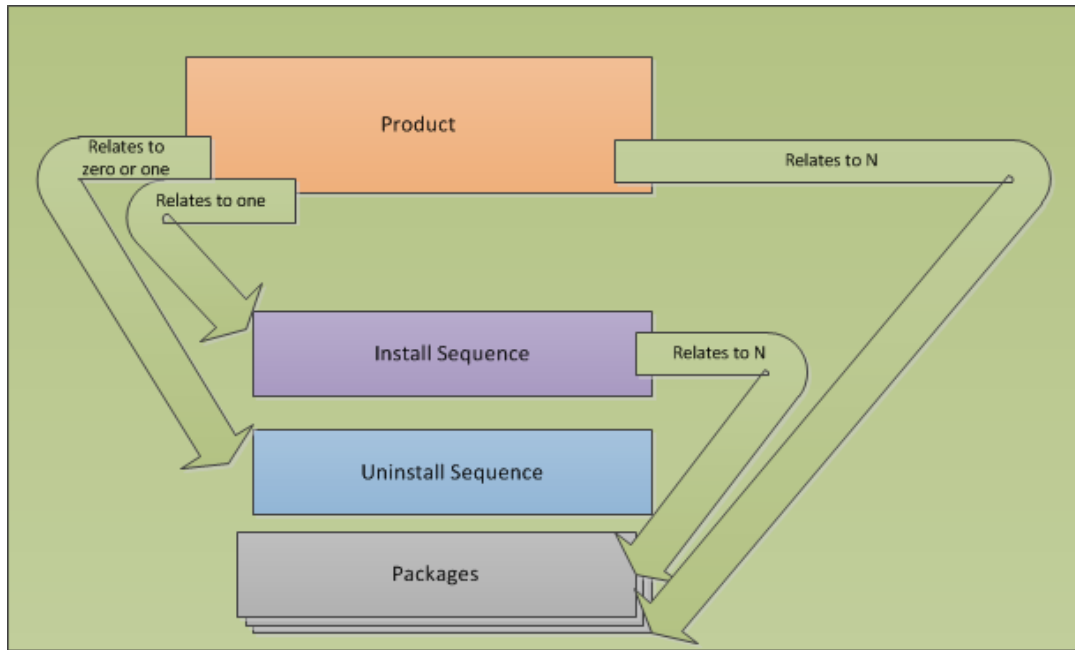 Product
Relates to
zero or one
Relates to N
Relates to one
Install Sequence
Relates to N
Uninstall Sequence
Packages